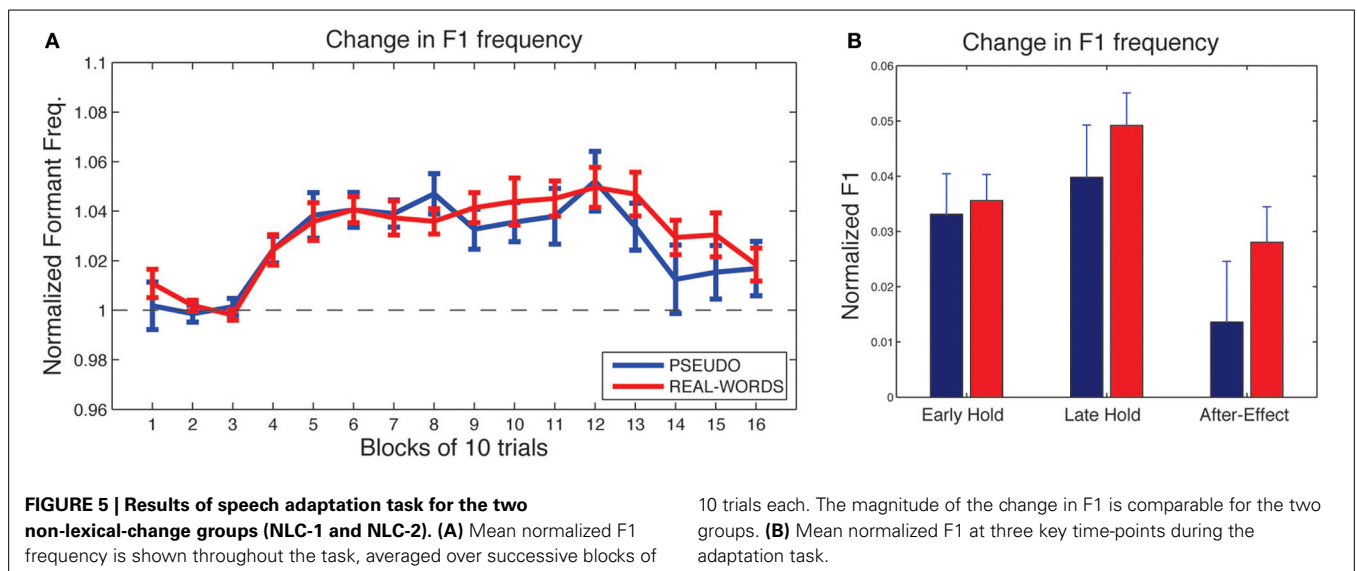 A
Change in F1 frequency
Normalized Formant Freq.
1.1
1.08
1.06
1.04
1.02
1
0.98
0.96
1 2 3 4 5 6 7 8 9 10 11 12 13 14 15 16
Blocks of 10 trials
PSEUDO
REAL-WORDS
B
Change in F1 frequency
Normalized F1
0.06
0.05
0.04
0.03
0.02
0.01
0
Early Hold Late Hold After-Effect
FIGURE 5 | Results of speech adaptation task for the two
non-lexical-change groups (NLC-1 and NLC-2). (A) Mean normalized F1
frequency is shown throughout the task, averaged over successive blocks of
10 trials each. The magnitude of the change in F1 is comparable for the two
groups. (B) Mean normalized F1 at three key time-points during the
adaptation task.